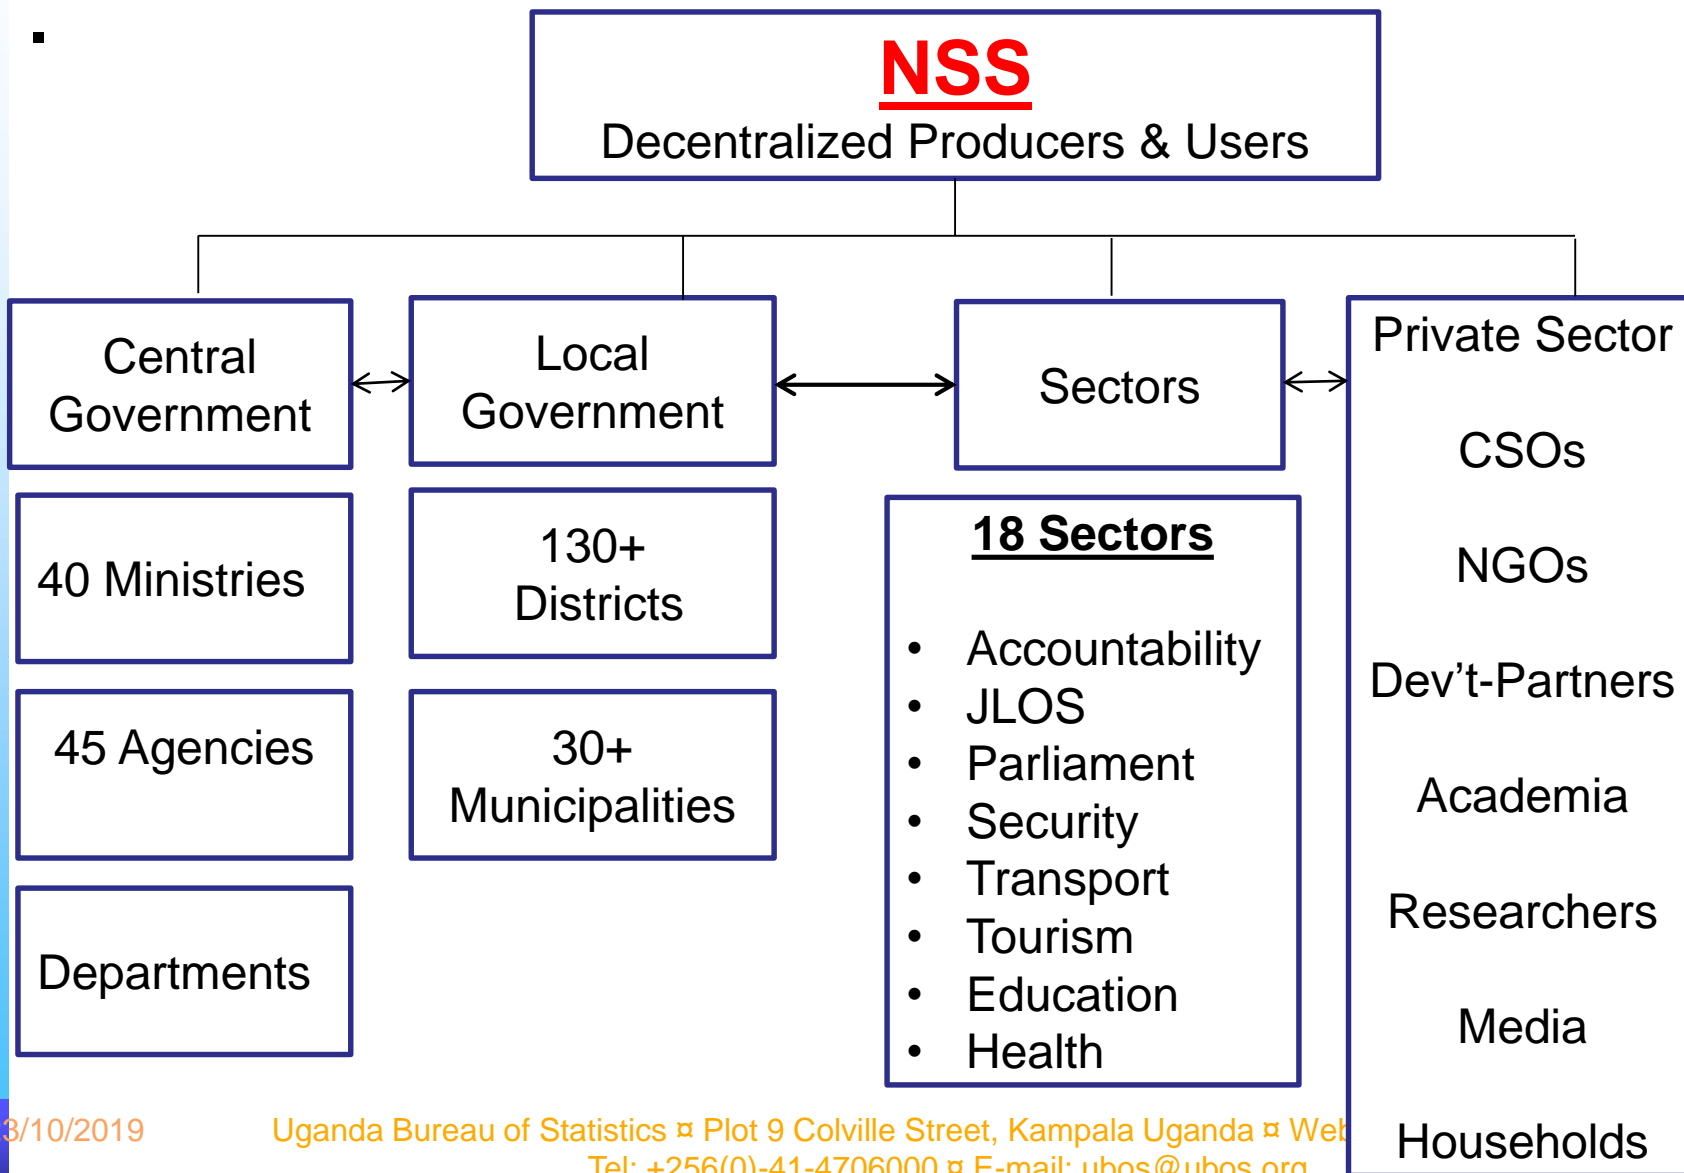 NSS
Decentralized Producers & Users
Central
Government
Local
Government
Sectors
Private Sector
CSOs
NGOs
Dev't-Partners
Academia
Researchers
Media
Households
40 Ministries
45 Agencies
Departments
130+
Districts
30+
Municipalities
18 Sectors
• Accountability
• JLOS
• Parliament
• Security
• Transport
• Tourism
• Education
• Health
3/10/2019
Uganda Bureau of Statistics ¤ Plot 9 Colville Street, Kampala Uganda ¤ Web
Tel: +256(0)-41-4706000 ¤ E-mail: ubos@ubos.org